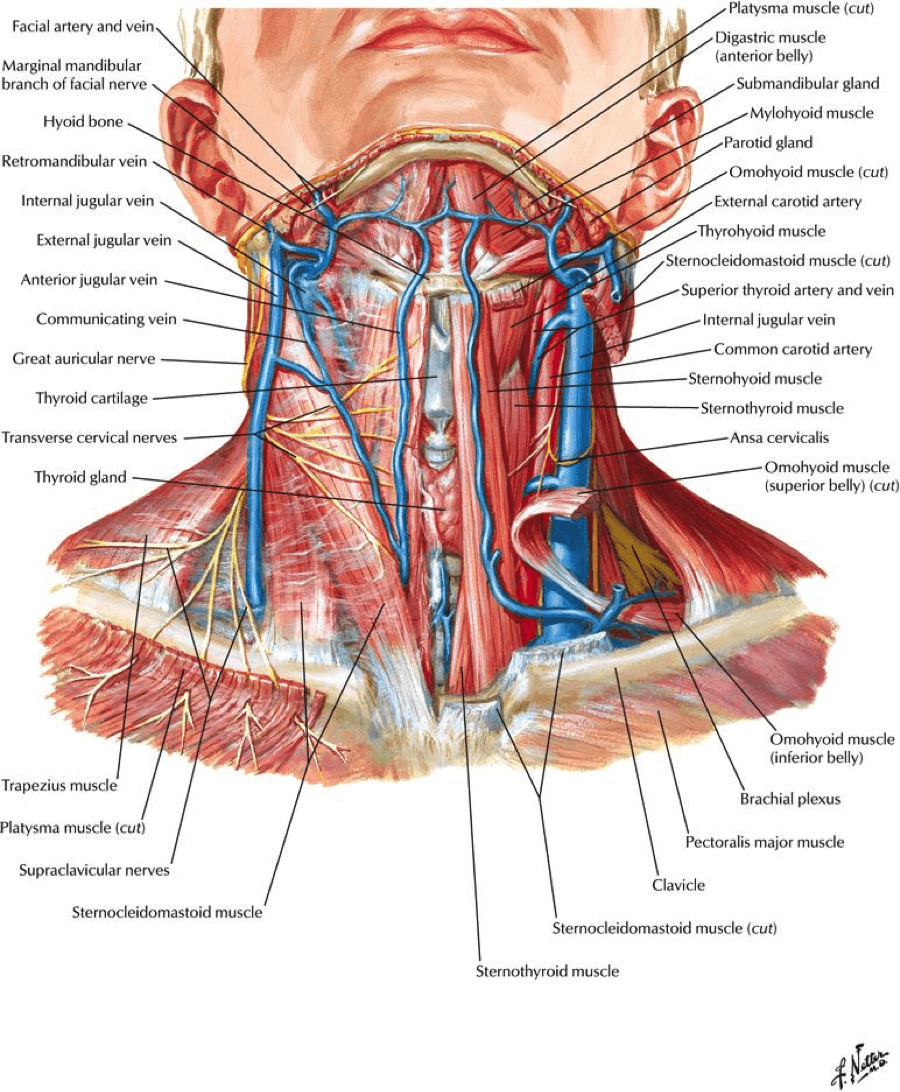 Facial artery and vein
Marginal mandibular
branch of facial nerve
Hyoid bone
Retromandibular vein
Internal jugular vein
External jugular vein
Anterior jugular vein
Communicating vein
Great auricular nerve
Thyroid cartilage
Transverse cervical nerves
Thyroid gland
Trapezius muscle
Platysma muscle (cut)
Supraclavicular nerves
Sternocleidomastoid muscle
Platysma muscle (cut)
Digastric muscle
(anterior belly)
Submandibular gland
Mylohyoid muscle
Parotid gland
Omohyoid muscle (cut)
External carotid artery
Thyrohyoid muscle
Sternocleidomastoid muscle (cut)
Superior thyroid artery and vein
Internal jugular vein
Common carotid artery
Sternohyoid muscle
Sternothyroid muscle
Ansa cervicalis
Omohyoid muscle
(superior belly) (cut)
Omohyoid muscle
(inferior belly)
Brachial plexus
Pectoralis major muscle
Clavicle
Sternocleidomastoid muscle (cut)
Sternothyroid muscle
F. Netter
M.D.